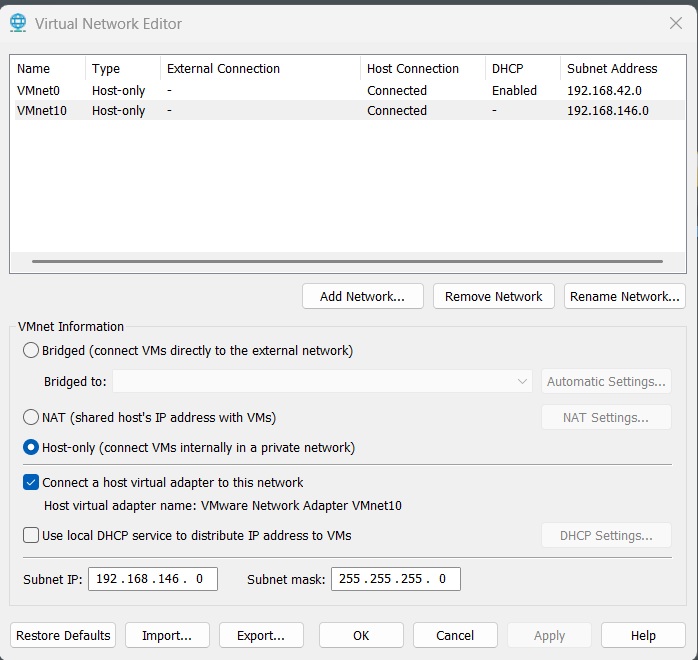 Virtual Network Editor
Name Type External Connection Host Connection DHCP Subnet Address
VMnet0 Host-only - Connected Enabled 192.168.42.0
VMnet10 Host-only - Connected - 192.168.146.0
Add Network... Remove Network Rename Network...
VMnet Information
Bridged (connect VMs directly to the external network)
Bridged to: Automatic Settings...
NAT (shared host's IP address with VMs) NAT Settings...
Host-only (connect VMs internally in a private network)
Connect a host virtual adapter to this network
Host virtual adapter name: VMware Network Adapter VMnet10
Use local DHCP service to distribute IP address to VMs DHCP Settings...
Subnet IP: 192 . 168 . 146 . 0 Subnet mask: 255 . 255 . 255 . 0
Restore Defaults Import... Export... OK Cancel Apply Help